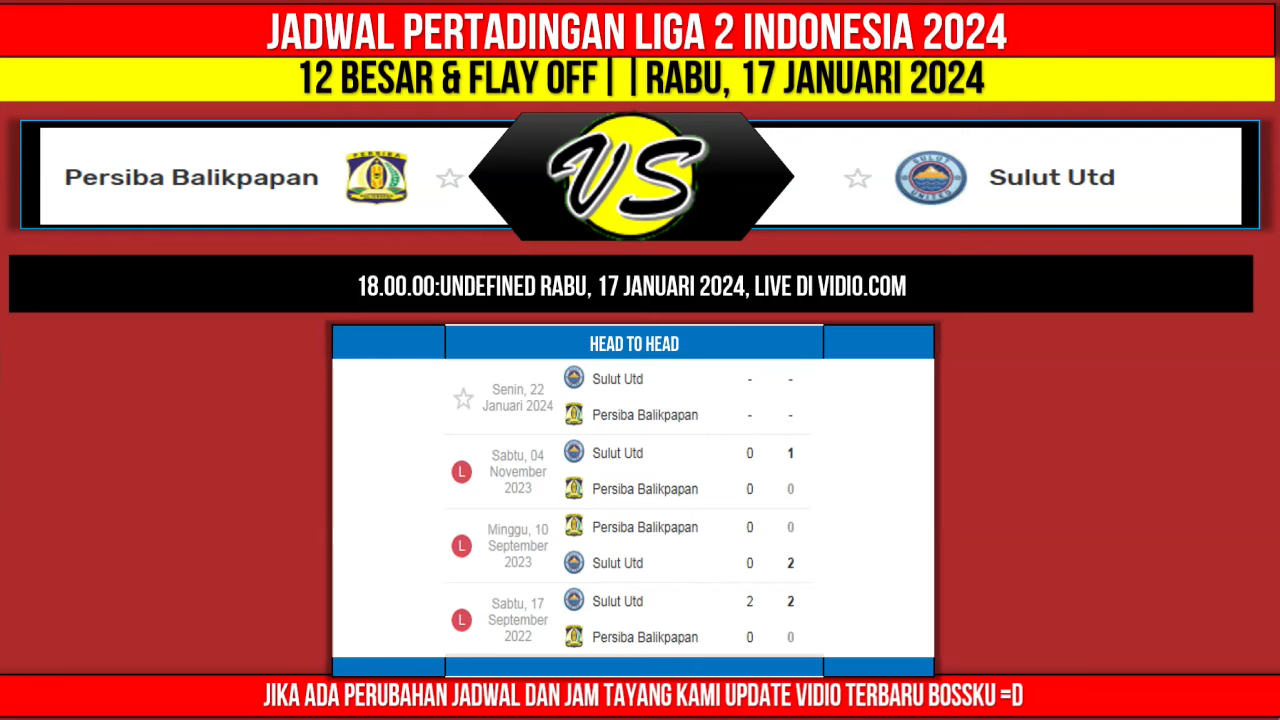 JADWAL PERTADINGAN LIGA 2 INDONESIA 2024
12 BESAR & FLAY OFF| |RABU, 17 JANUARI 2024
Persiba Balikpapan
PERSIBA
VS
SULUT
UNITED
Sulut Utd
18.00.00:UNDEFINED RABU, 17 JANUARI 2024, LIVE DI VIDIO.COM
HEAD TO HEAD
Senin, 22
Januari 2024
Sulut Utd - -
Persiba Balikpapan - -
L
Sabtu, 04
November
2023
Sulut Utd 0 1
Persiba Balikpapan 0 0
L
Minggu, 10
September
2023
Persiba Balikpapan 0 0
Sulut Utd 0 2
L
Sabtu, 17
September
2022
Sulut Utd 2 2
Persiba Balikpapan 0 0
JIKA ADA PERUBAHAN JADWAL DAN JAM TAYANG KAMI UPDATE VIDIO TERBARU BOSSKU =D